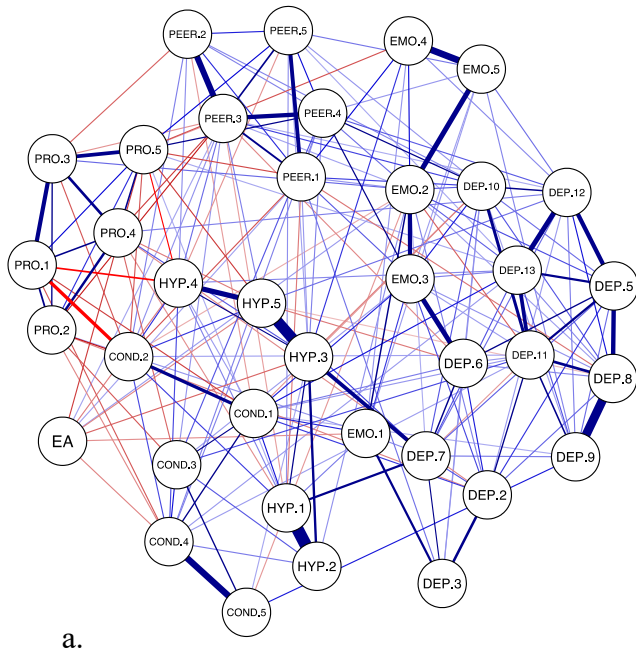 PEER.2
PEER.5
EMO.4
EMO.5
PEER.3
PEER.4
PRO.3
PRO.5
PEER.1
EMO.2
DEP.10
DEP.12
PRO.4
PRO.1
HYP.4
EMO.3
DEP.13
DEP.5
HYP.5
PRO.2
COND.2
HYP.3
DEP.6
DEP.11
DEP.8
COND.1
EMO.1
EA
COND.3
DEP.7
DEP.9
HYP.1
DEP.2
COND.4
HYP.2
DEP.3
COND.5
a.